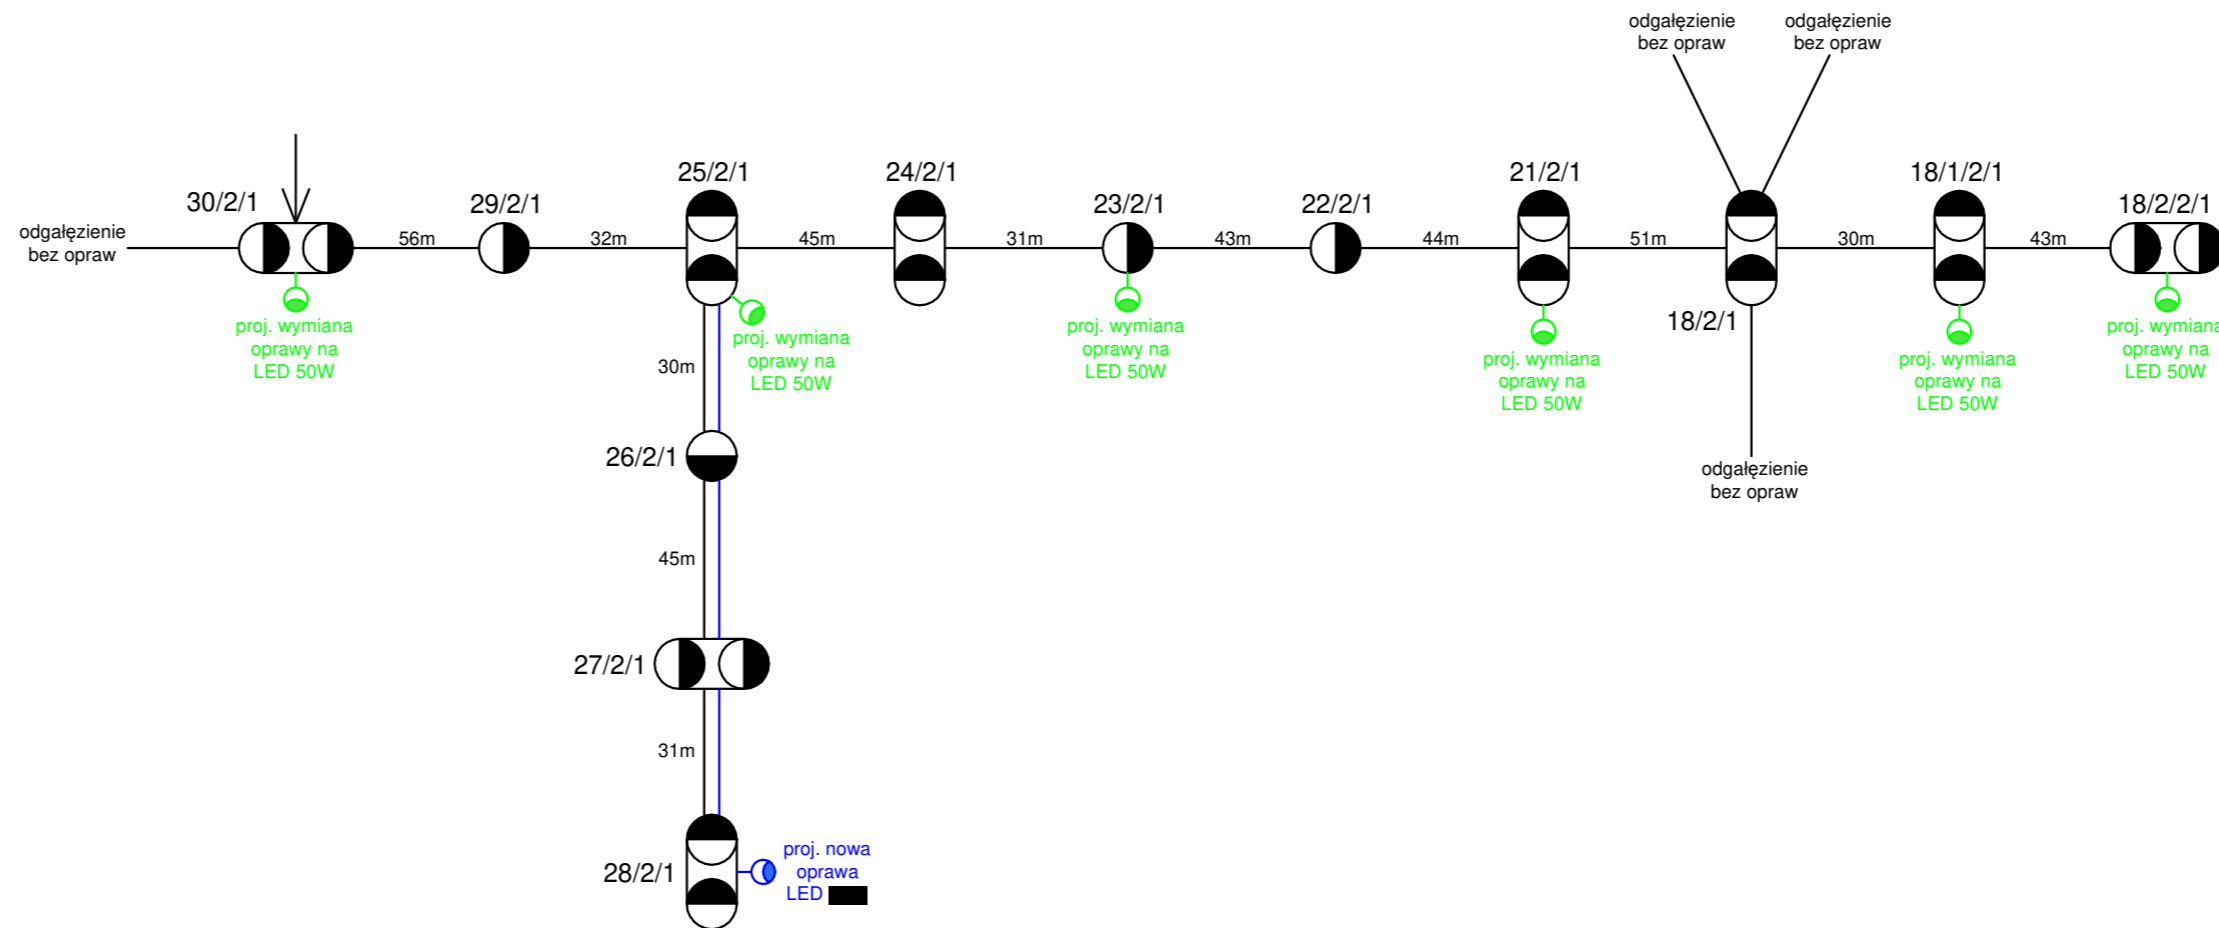 odgałęzienie
bez opraw
odgałęzienie
bez opraw
25/2/1
24/2/1
21/2/1
18/1/2/1
30/2/1
29/2/1
23/2/1
22/2/1
18/2/2/1
odgałęzienie
bez opraw
56m
32m
45m
31m
43m
44m
51m
30m
43m
18/2/1
proj. wymiana
oprawy na
LED 50W
proj. wymiana
oprawy na
LED 50W
proj. wymiana
oprawy na
LED 50W
proj. wymiana
oprawy na
LED 50W
proj. wymiana
oprawy na
LED 50W
proj. wymiana
oprawy na
LED 50W
30m
26/2/1
odgałęzienie
bez opraw
45m
27/2/1
31m
28/2/1
proj. nowa
oprawa
LED